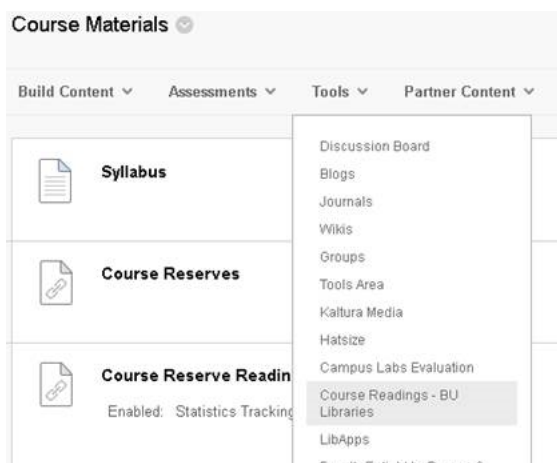 Course Materials
Build Content Assessments Tools Partner Content
Syllabus
Course Reserves
Course Reserve Readin
Enabled: Statistics Tracking
Discussion Board
Blogs
Journals
Wikis
Groups
Tools Area
Kaltura Media
Hatsize
Campus Labs Evaluation
Course Readings - BU
Libraries
LibApps